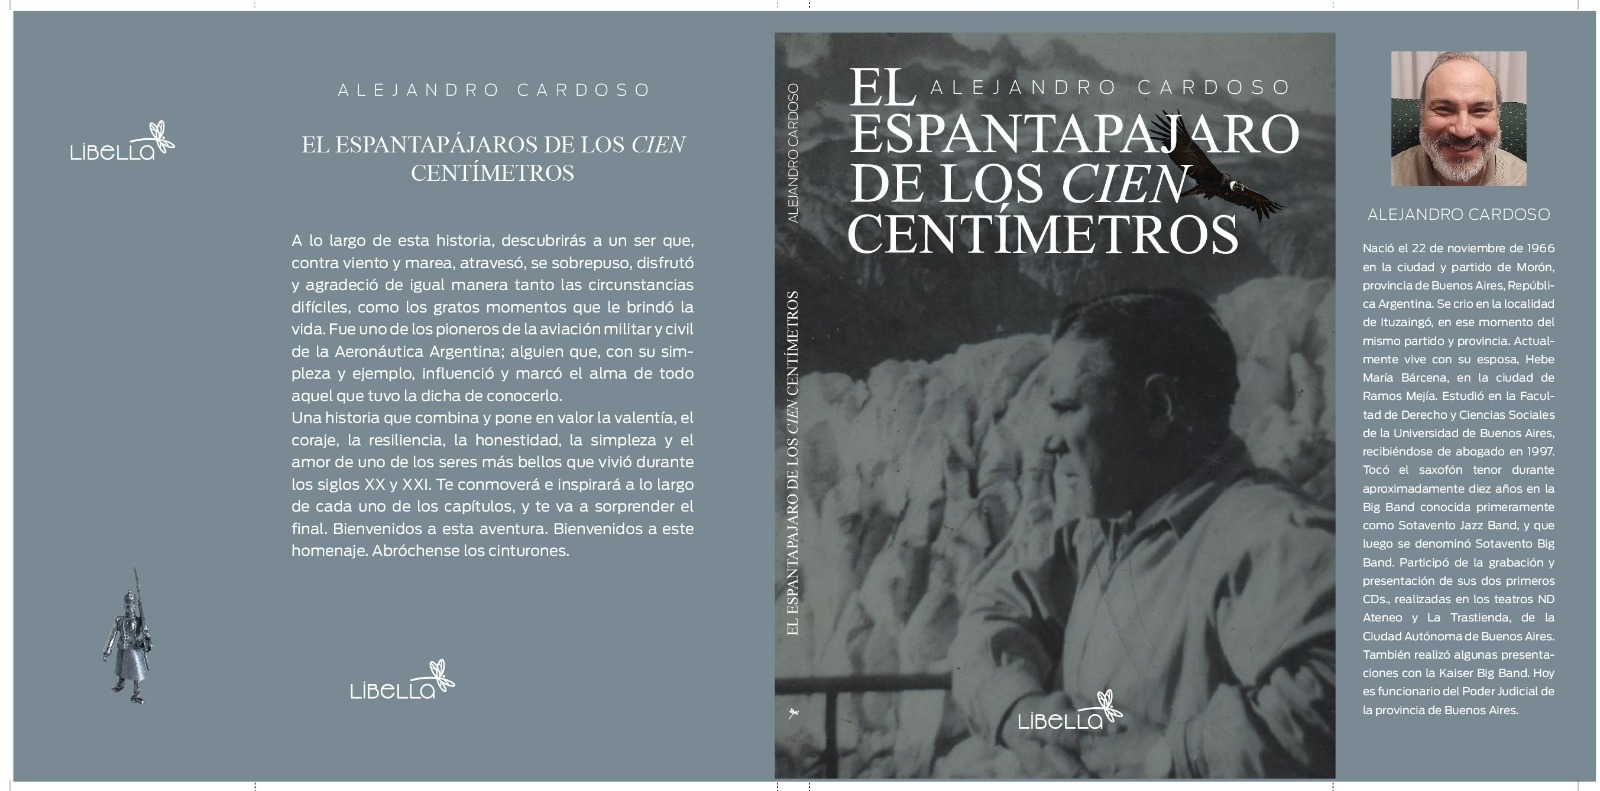 LIBELLA
ALEJANDRO CARDOSO
EL ESPANTAPÁJAROS DE LOS CIEN
CENTÍMETROS
A lo largo de esta historia, descubrirás a un ser que,
contra viento y marea, atravesó, se sobrepuso, disfrutó
y agradeció de igual manera tanto las circunstancias
difíciles, como los gratos momentos que le brindó la
vida. Fue uno de los pioneros de la aviación militar y civil
de la Aeronáutica Argentina; alguien que, con su sim-
pleza y ejemplo, influenció y marcó el alma de todo
aquel que tuvo la dicha de conocerlo.
Una historia que combina y pone en valor la valentía, el
coraje, la resiliencia, la honestidad, la simpleza y el
amor de uno de los seres más bellos que vivió durante
los siglos XX y XXI. Te conmoverá e inspirará a lo largo
de cada uno de los capítulos, y te va a sorprender el
final. Bienvenidos a esta aventura. Bienvenidos a este
homenaje. Abróchense los cinturones.
LIBELLA
ALEJANDRO CARDOSO
EL ESPANTAPAJARO DE LOS CIEN CENTÍMETROS
EL ALEJANDRO CARDOSO
ESPANTAPAJARO
DE LOS CIEN
CENTÍMETROS
LIBELLA
ALEJANDRO CARDOSO
Nació el 22 de noviembre de 1966
en la ciudad y partido de Morón,
provincia de Buenos Aires, Repúbli-
ca Argentina. Se crio en la localidad
de Ituzaingó, en ese momento del
mismo partido y provincia. Actual-
mente vive con su esposa, Hebe
María Bárcena, en la ciudad de
Ramos Mejía. Estudió en la Facul-
tad de Derecho y Ciencias Sociales
de la Universidad de Buenos Aires,
recibiéndose de abogado en 1997.
Tocó el saxofón tenor durante
aproximadamente diez años en la
Big Band conocida primeramente
como Sotavento Jazz Band, y que
luego se denominó Sotavento Big
Band. Participó de la grabación y
presentación de sus dos primeros
CDs., realizadas en los teatros ND
Ateneo y La Trastienda, de la
Ciudad Autónoma de Buenos Aires.
También realizó algunas presenta-
ciones con la Kaiser Big Band. Hoy
es funcionario del Poder Judicial de
la provincia de Buenos Aires.